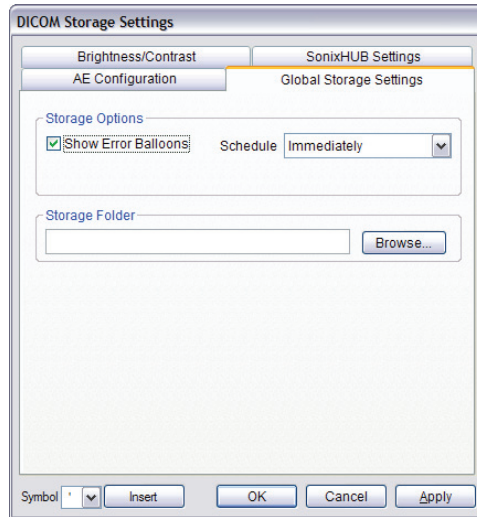 DICOM Storage Settings
Brightness/Contrast SonixHUB Settings
AE Configuration Global Storage Settings
Storage Options
Show Error Balloons Schedule Immediately
Storage Folder
Browse...
Symbol ' Insert OK Cancel Apply